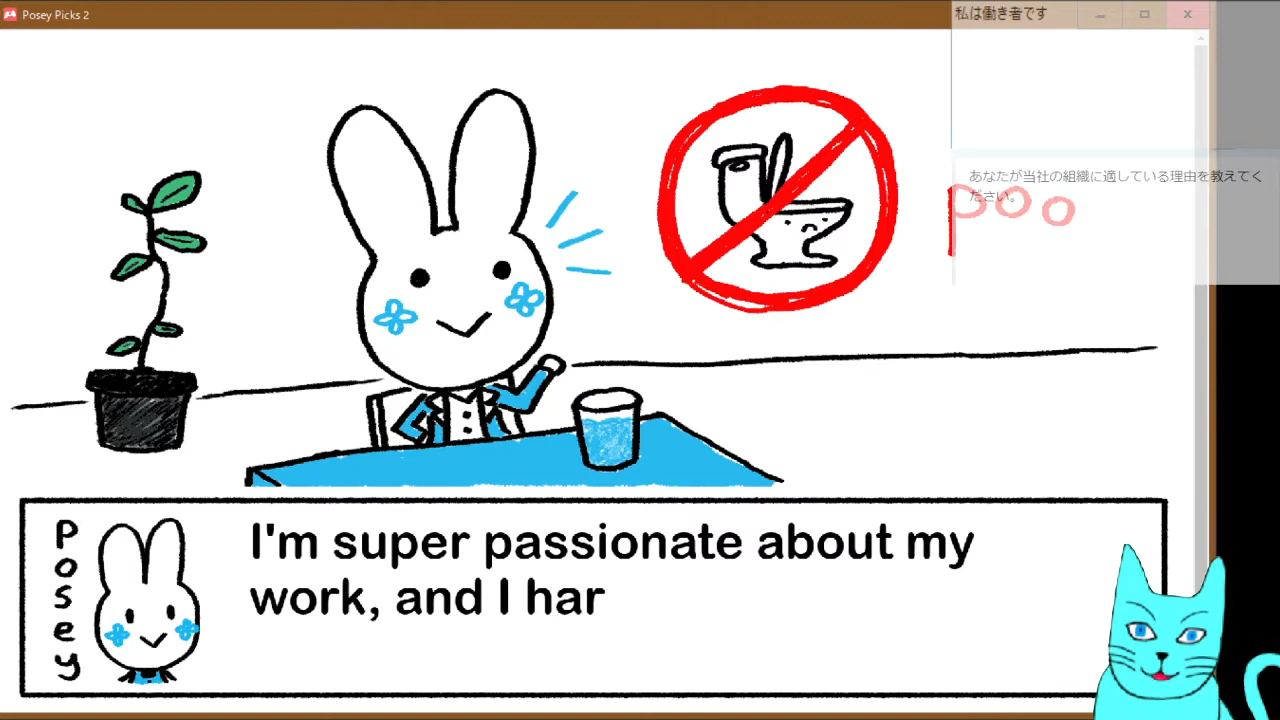 Posey Picks 2
私は働き者です
あなたが当社の組織に適している理由を教えてく
ださい。
poo
Posey
I'm super passionate about my
work, and I har